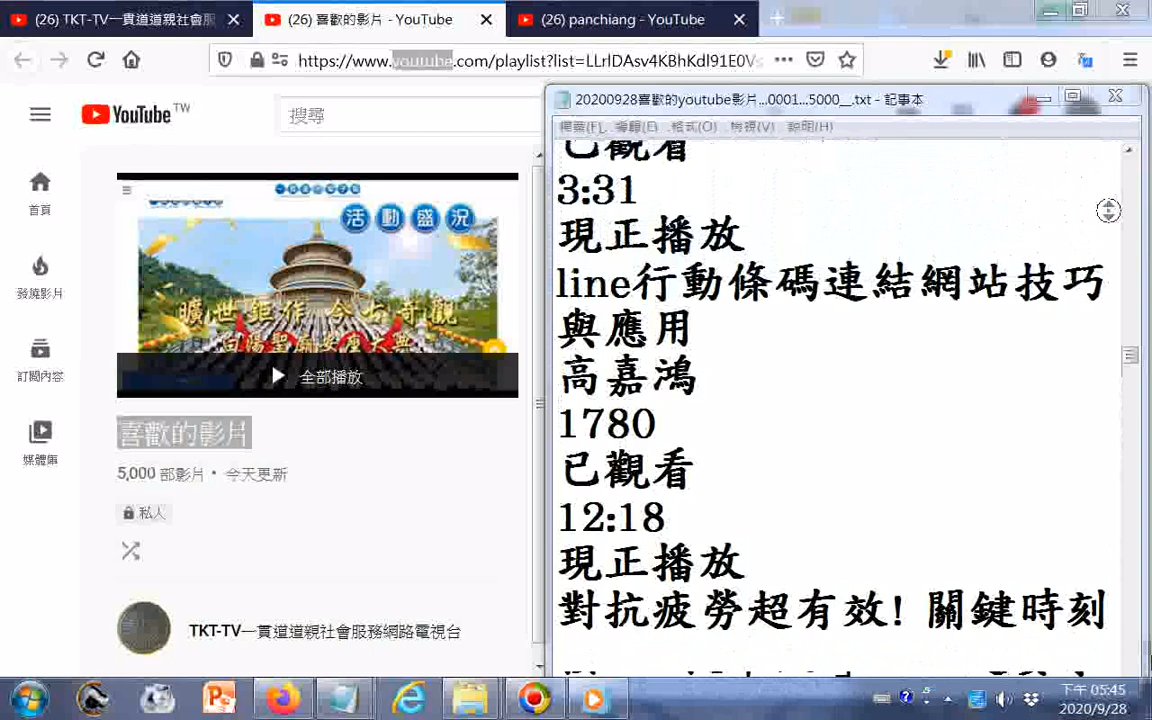 (26) TKT-TV一貫道道親社會服
(26) 喜歡的影片 - YouTube
(26) panchiang - YouTube
https://www.youtube.com/playlist?list=LLrlDAsv4KBhKdl91E0Vs
YouTube TW
搜尋
首頁
發燒影片
訂閱內容
媒體庫
活動盛況
曠世鉅作 今古奇觀
全部播放
喜歡的影片
5,000 部影片・今天更新
私人
TKT-TV一貫道道親社會服務網路電視台
20200928喜歡的youtube影片...0001...5000__.txt - 記事本
檔案(F) 編輯(E) 格式(O) 檢視(V) 說明(H)
已觀看
3:31
現正播放
line行動條碼連結網站技巧
與應用
高嘉鴻
1780
已觀看
12:18
現正播放
對抗疲勞超有效! 關鍵時刻
下午 05:45
2020/9/28